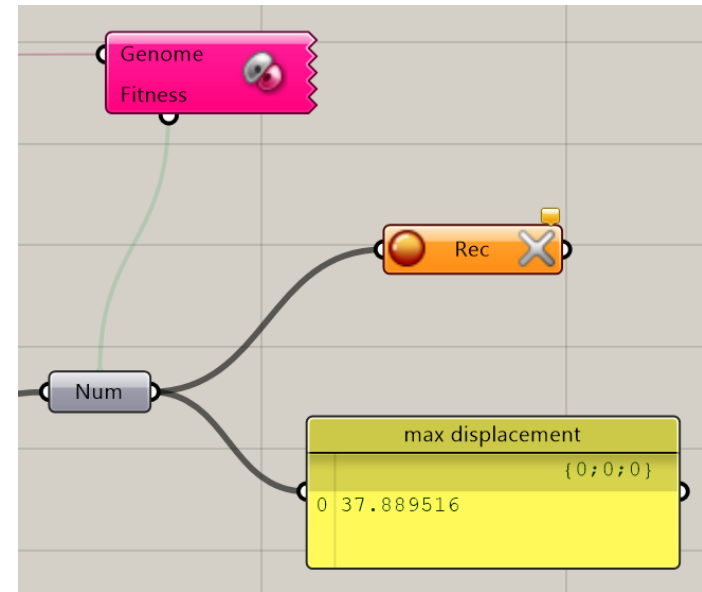 Genome
Fitness
Rec
Num
max displacement
{0;0;0}
0 37.889516